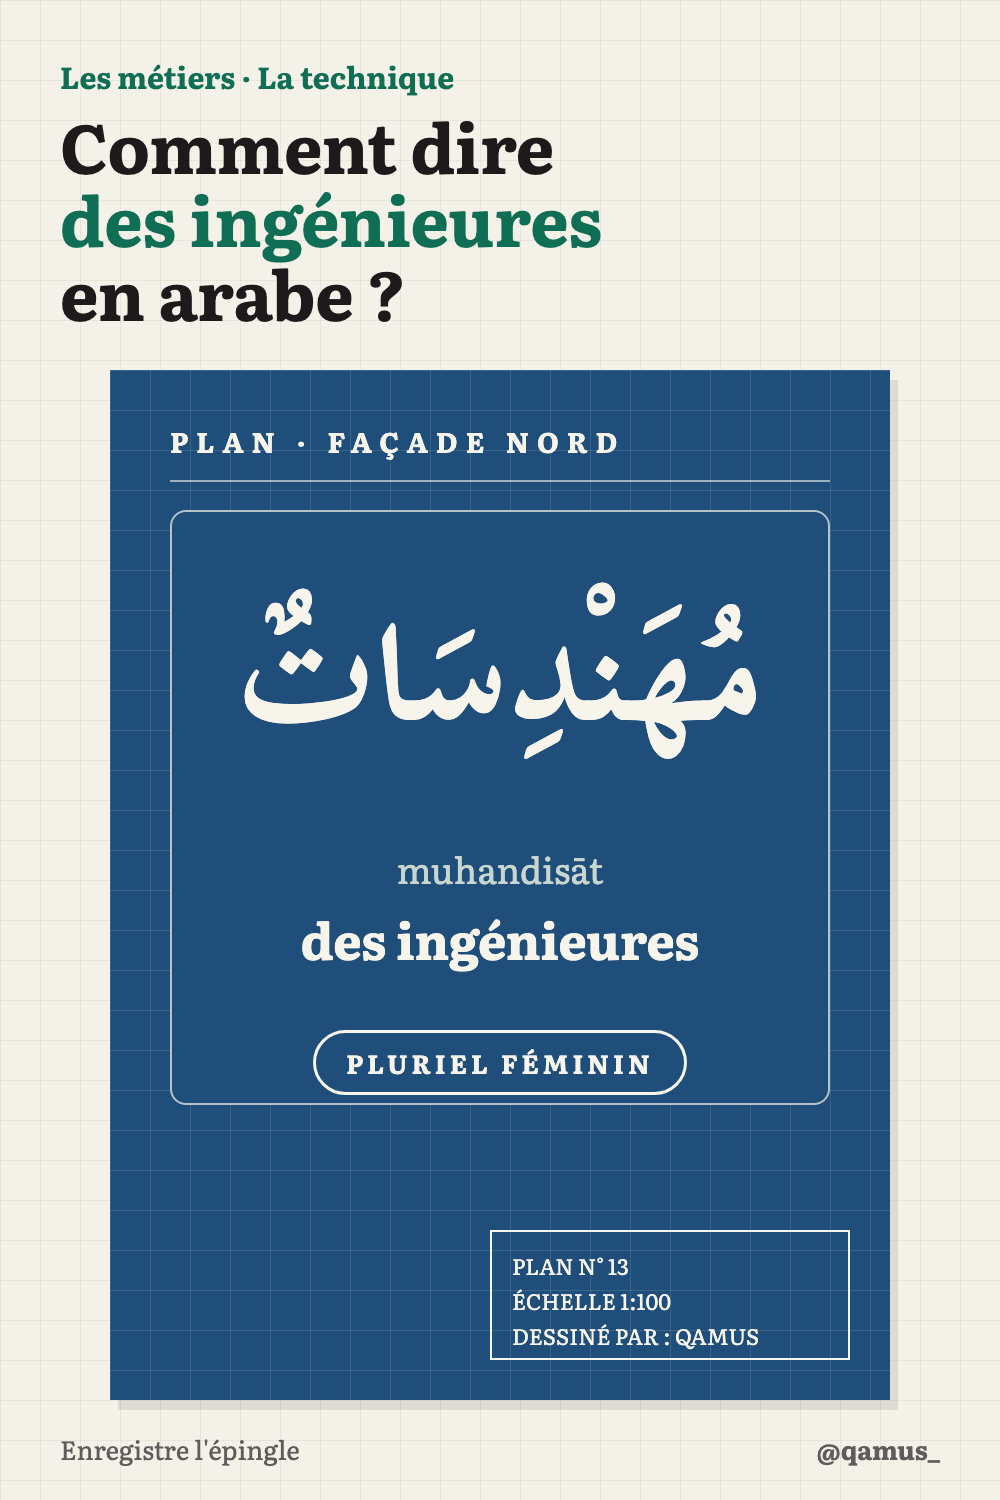 Les métiers · La technique
Comment dire
des ingénieures
en arabe ?
PLAN · FAÇADE NORD
مُهَنْدِسَاتٌ
muhandisāt
des ingénieures
PLURIEL FÉMININ
PLAN N° 13
ÉCHELLE 1:100
DESSINÉ PAR : QAMUS
Enregistre l'épingle
@qamus_